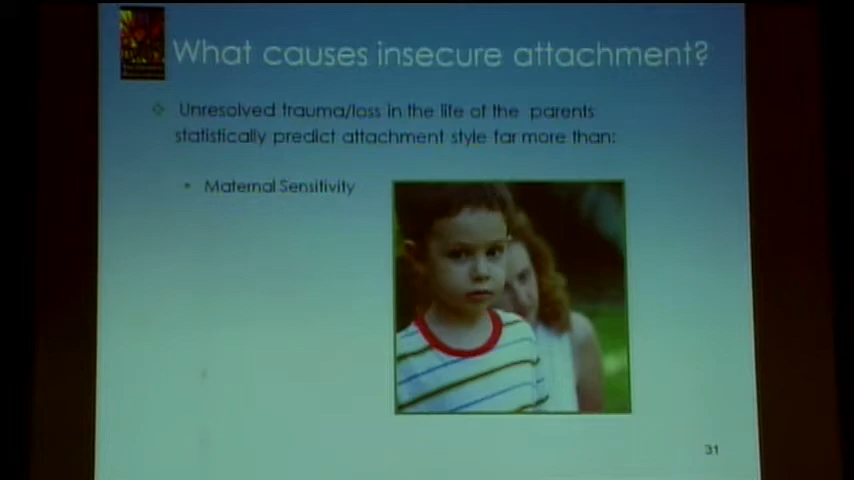 What causes insecure attachment?
Unresolved trauma/loss in the life of the parents
statistically predict attachment style far more than:
Maternal Sensitivity
31